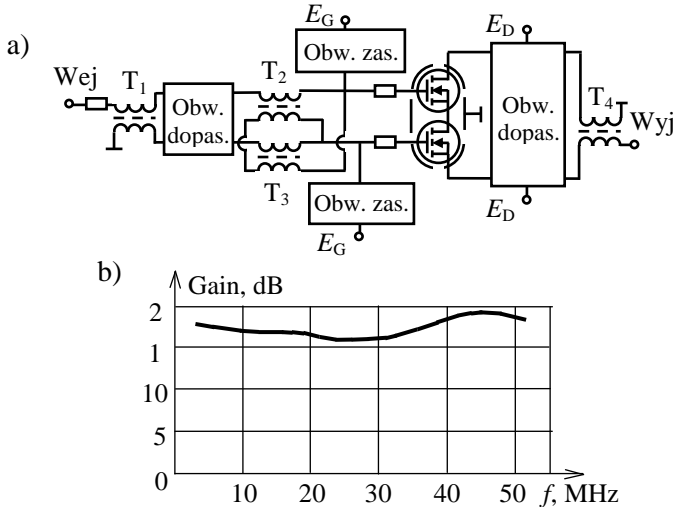 a)
E_G
Obw. zas.
E_D
Wej
T_1
T_2
Obw. dopas.
T_3
Obw. zas.
E_G
Obw. dopas.
T_4
Wyj
E_D
b)
Gain, dB
2
1
10
5
0
10 20 30 40 50 f, MHz